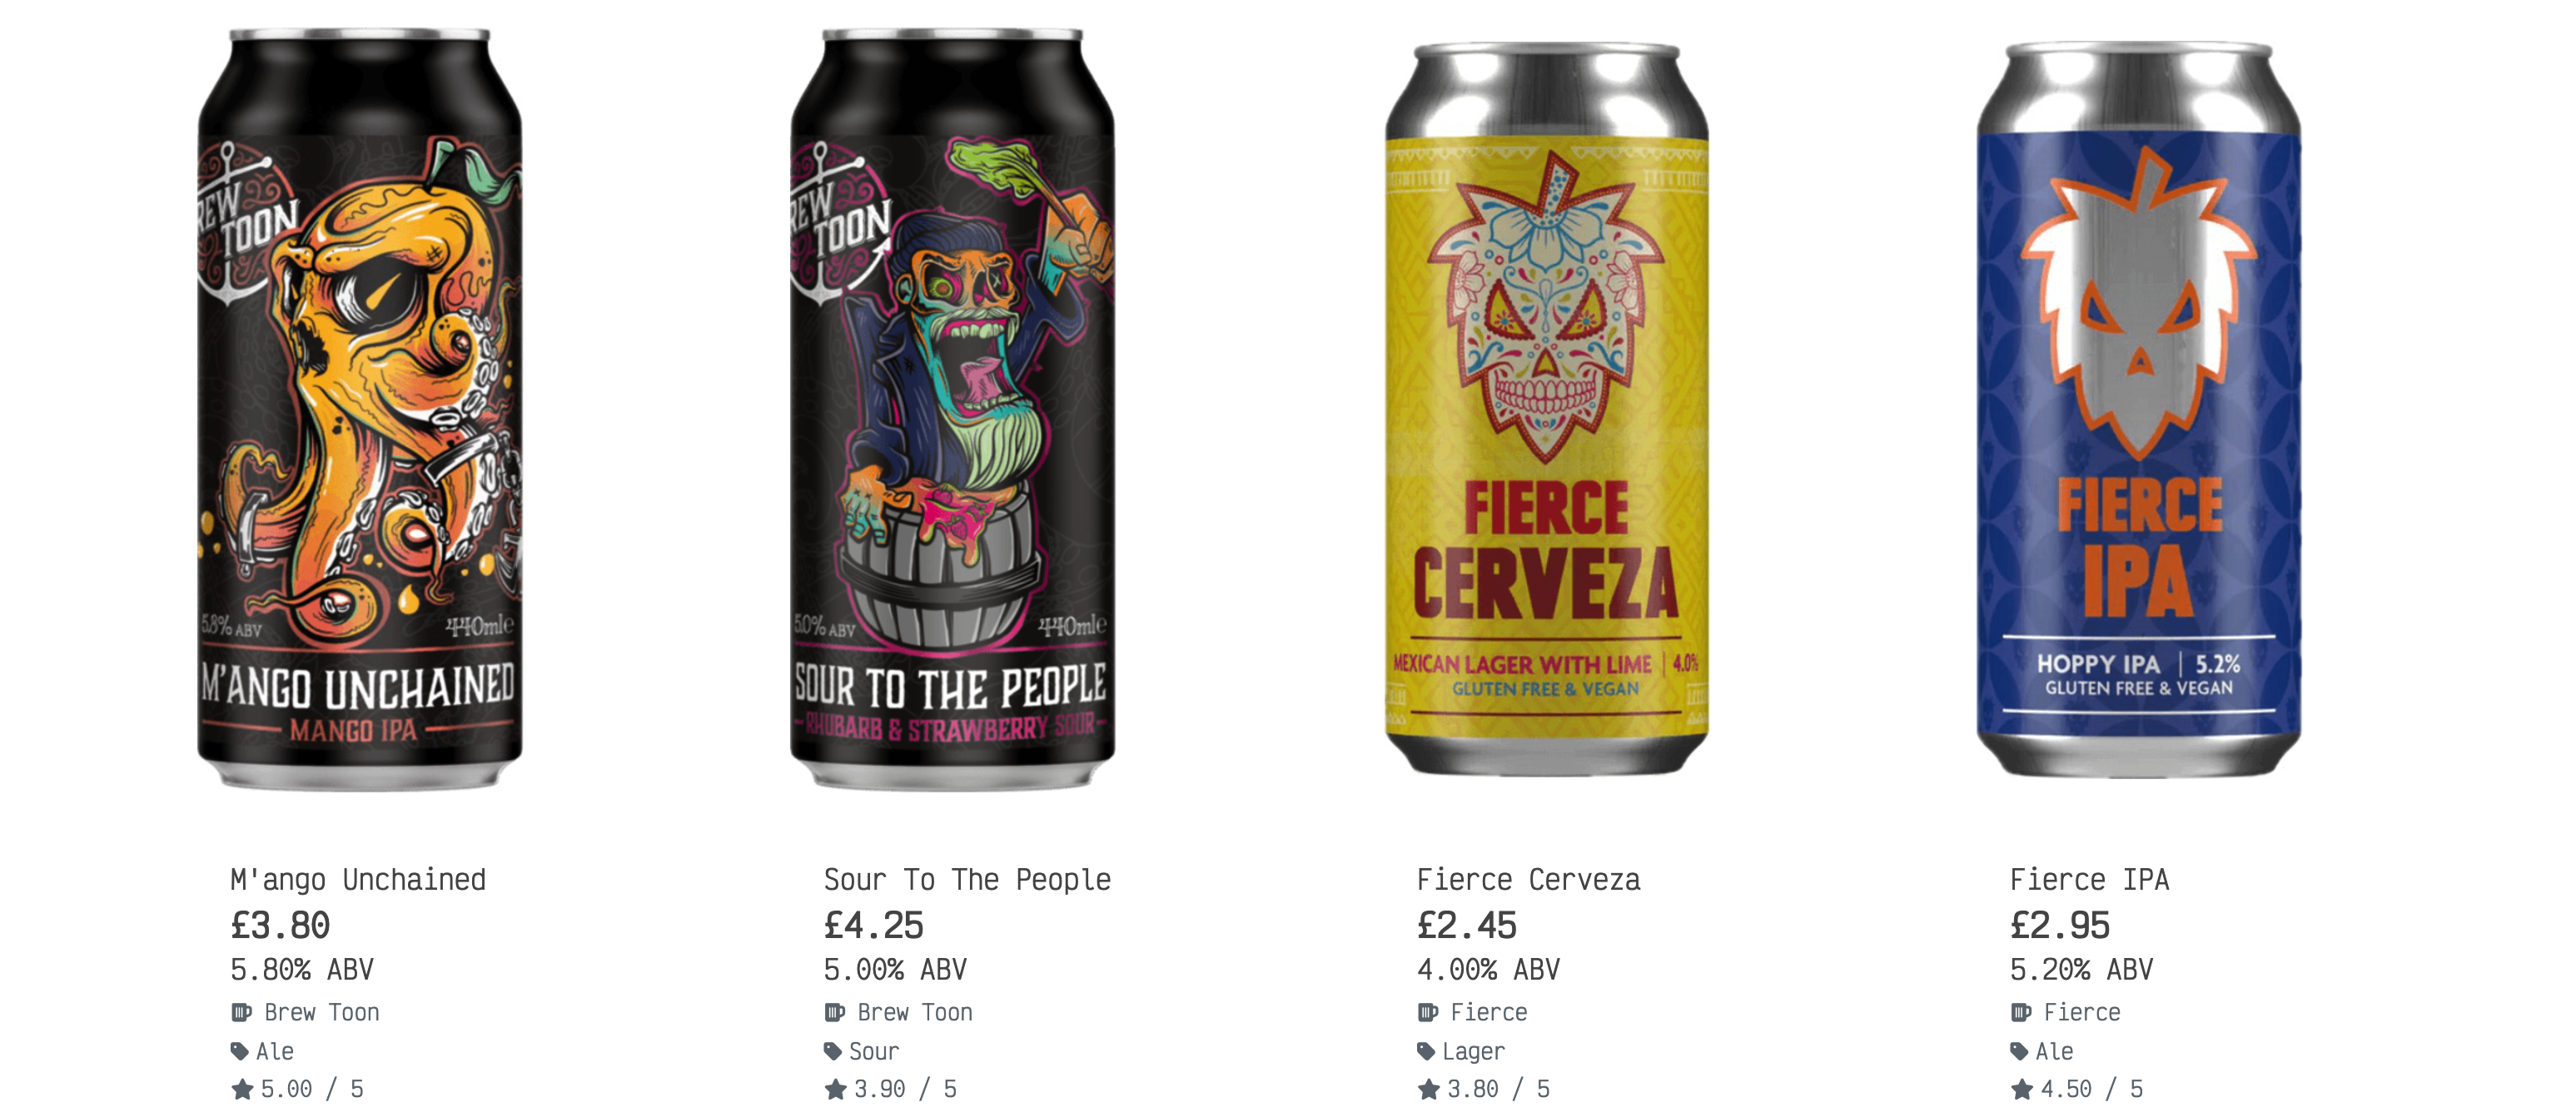 REW
TOON
5.8% ABV
440mle
M'ANGO UNCHAINED
MANGO IPA
REW
TOON
5.0% ABV
440mle
SOUR TO THE PEOPLE
RHUBARB & STRAWBERRY SOUR
FIERCE
CERVEZA
MEXICAN LAGER WITH LIME | 4.0%
GLUTEN FREE & VEGAN
FIERCE
IPA
HOPPY IPA | 5.2%
GLUTEN FREE & VEGAN
M'ango Unchained
£3.80
5.80% ABV
Brew Toon
Ale
5.00 / 5
Sour To The People
£4.25
5.00% ABV
Brew Toon
Sour
3.90 / 5
Fierce Cerveza
£2.45
4.00% ABV
Fierce
Lager
3.80 / 5
Fierce IPA
£2.95
5.20% ABV
Fierce
Ale
4.50 / 5